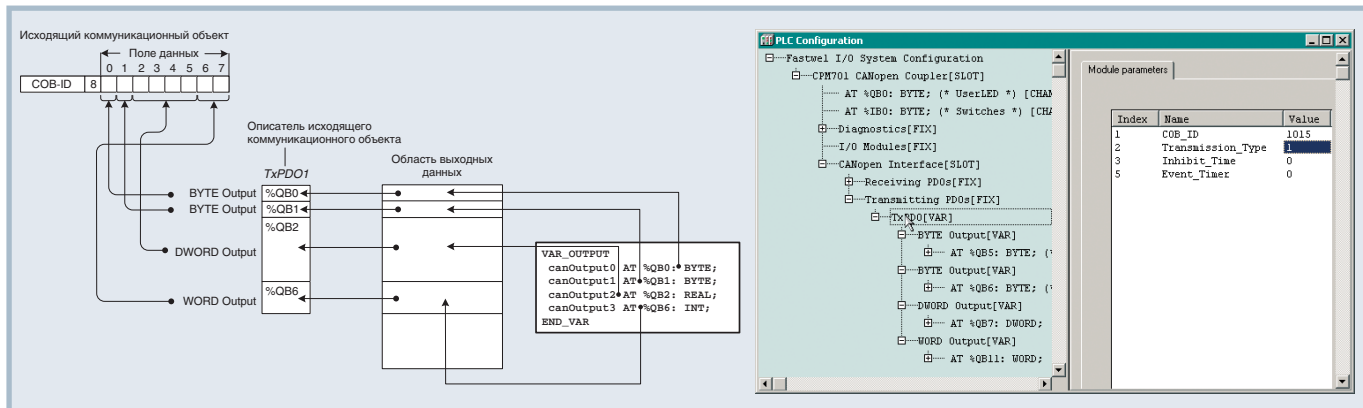 Исходящий коммуникационный объект
Поле данных
0 1 2 3 4 5 6 7
COB-ID 8
Описатель исходящего
коммуникационного объекта
TxPDO1
Область выходных
данных
BYTE Output %QB0
BYTE Output %QB1
%QB2
DWORD Output
WORD Output %QB6
VAR_OUTPUT
canOutput0 AT %QB0: BYTE;
canOutput1 AT %QB1: BYTE;
canOutput2 AT %QB2: REAL;
canOutput3 AT %QB6: INT;
END_VAR
PLC Configuration
Fastwel I/O System Configuration
CPM701 CANopen Coupler[SLOT]
AT %QB0: BYTE; (* UserLED *) [CHAN
AT %IB0: BYTE; (* Switches *) [CHA
Diagnostics[FIX]
I/O Modules[FIX]
CANopen Interface[SLOT]
Receiving PDOs[FIX]
Transmitting PDOs[FIX]
TxPDO[VAR]
BYTE Output[VAR]
AT %QB5: BYTE; (*
BYTE Output[VAR]
AT %QB6: BYTE; (*
DWORD Output[VAR]
AT %QB7: DWORD;
WORD Output[VAR]
AT %QB11: WORD;
Module parameters
Index Name Value
1 COB_ID 1015
2 Transmission_Type 1
3 Inhibit_Time 0
5 Event_Timer 0